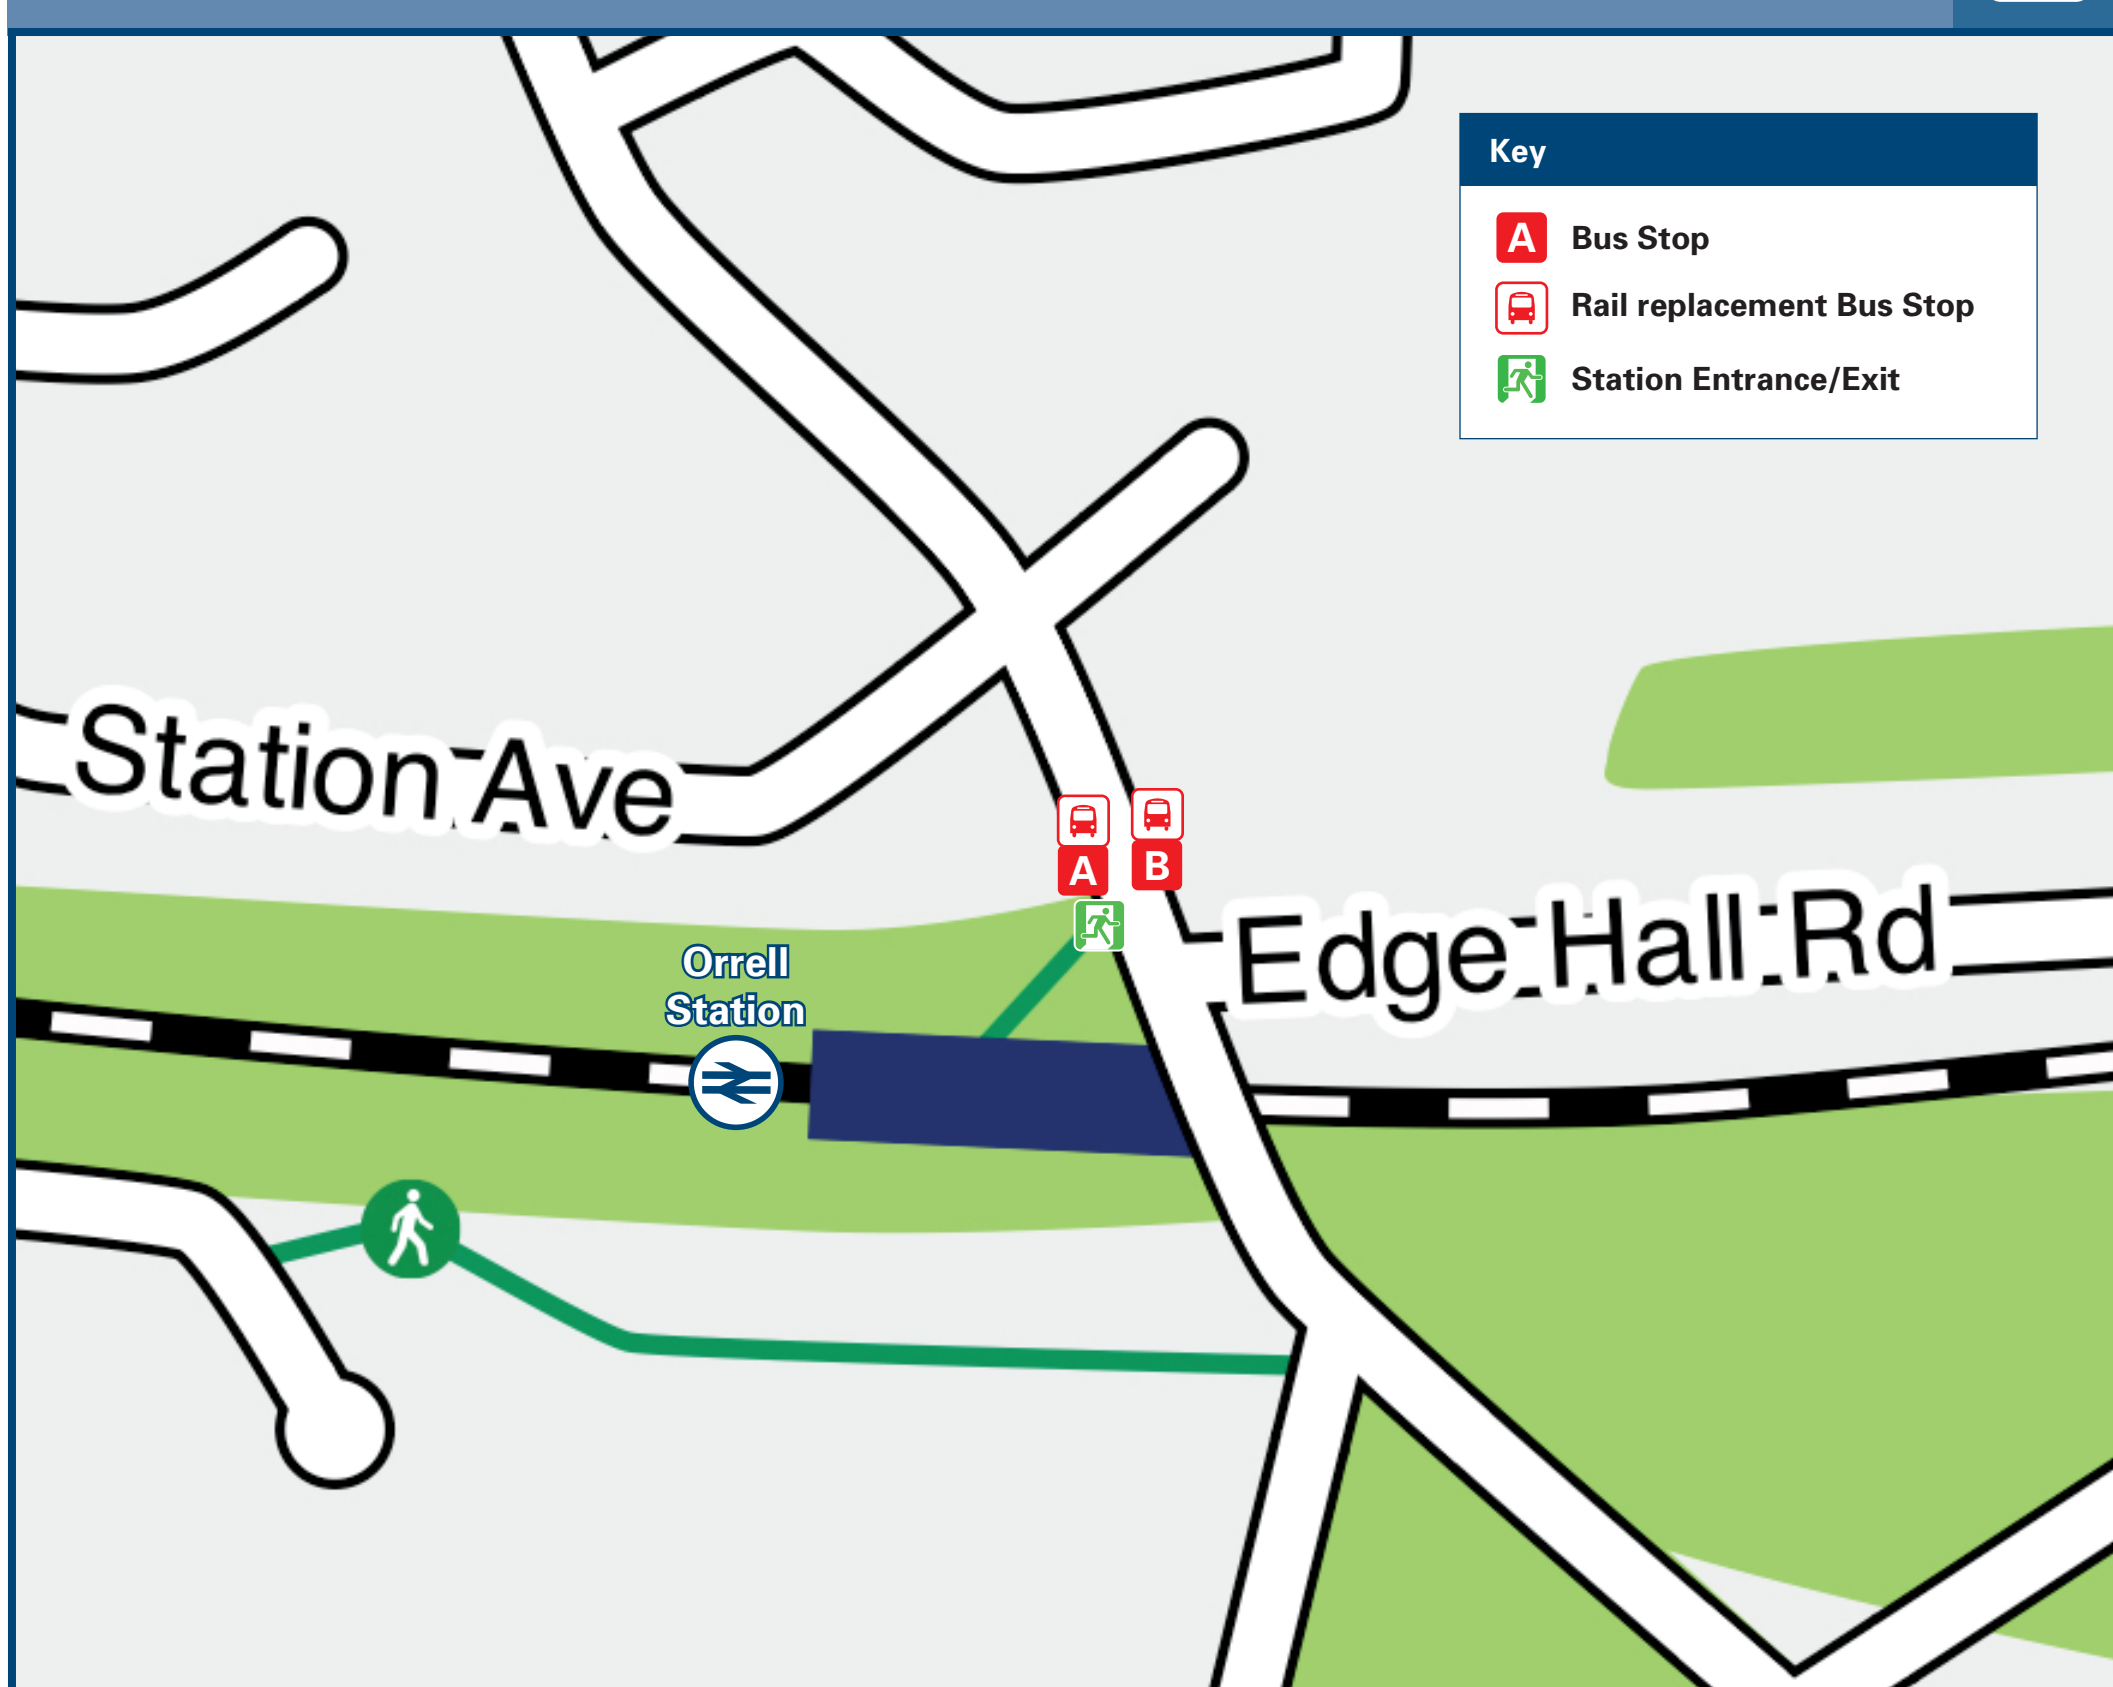 Key
A Bus Stop
Rail replacement Bus Stop
Station Entrance/Exit
Station Ave
A
B
Edge Hall Rd
Orrell
Station